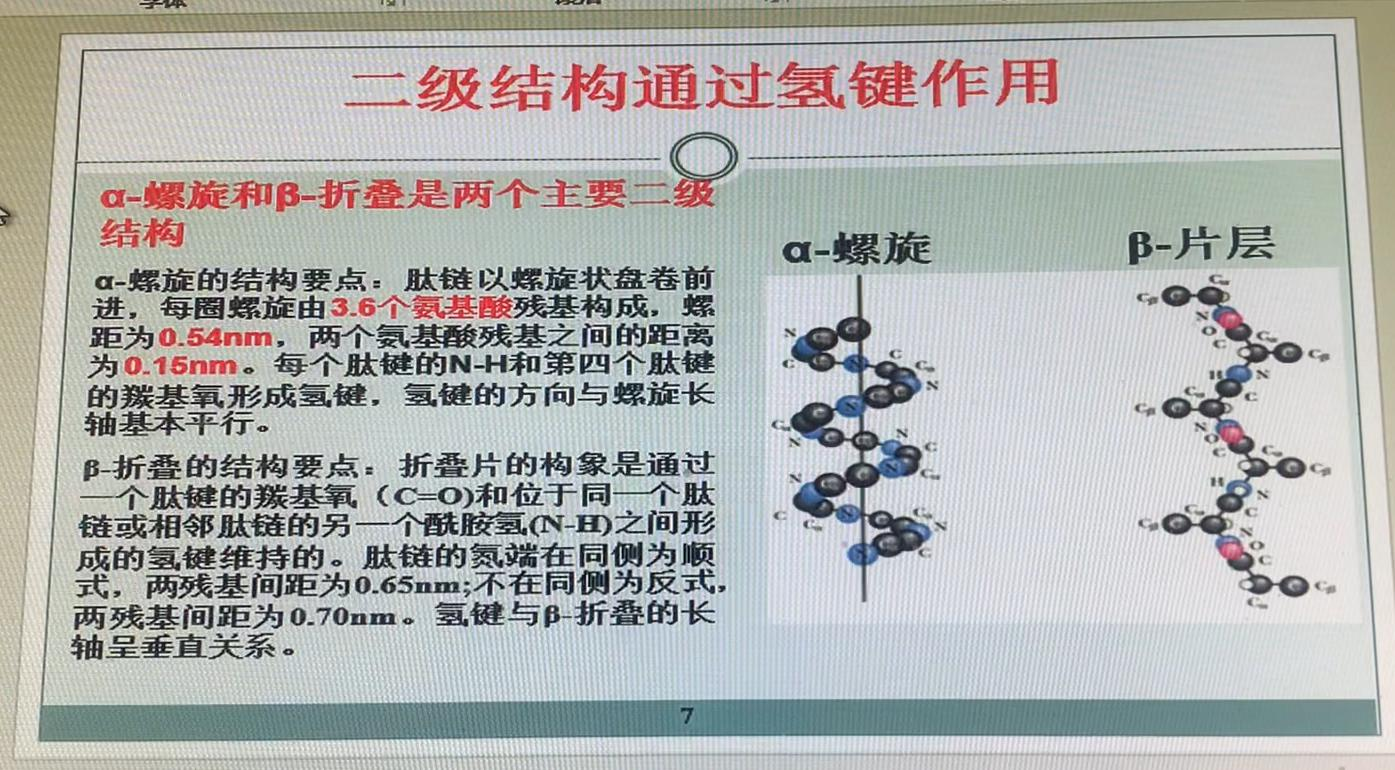 二级结构通过氢键作用
α-螺旋和β-折叠是两个主要二级
结构
α-螺旋的结构要点：肽链以螺旋状盘卷前
进，每圈螺旋由3.6个氨基酸残基构成，螺
距为0.54nm，两个氨基酸残基之间的距离
为0.15nm。每个肽键的N-H和第四个肽键
的羰基氧形成氢键，氢键的方向与螺旋长
轴基本平行。
β-折叠的结构要点：折叠片的构象是通过
一个肽键的羰基氧（C=O)和位于同一个肽
链或相邻肽链的另一个酰胺氢(N-H)之间形
成的氢键维持的。肽链的氮端在同侧为顺
式，两残基间距为0.65nm;不在同侧为反式,
两残基间距为0.70nm。氢键与β-折叠的长
轴呈垂直关系。
α-螺旋
β-片层
7